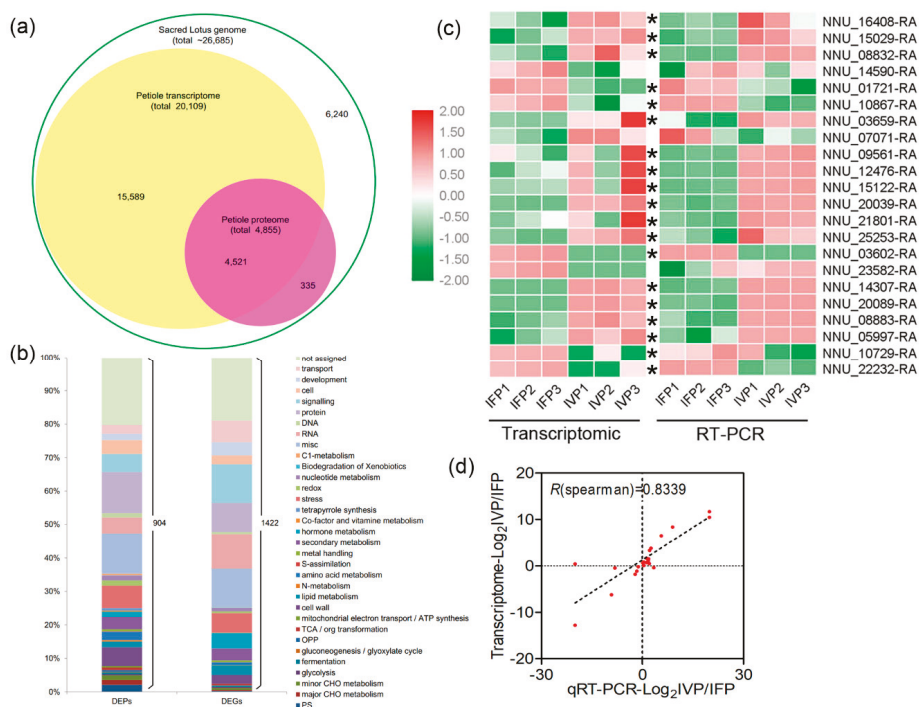 (a)
Sacred Lotus genome
(total ~26,685)
Petiole transcriptome
(total 20,109)
6,240
15,589
Petiole proteome
(total 4,855)
4,521
335
2.00
1.50
1.00
0.50
0.00
-0.50
-1.00
-1.50
-2.00
(c)
* NNU_16408-RA
* NNU_15029-RA
* NNU_08832-RA
NNU_14590-RA
* NNU_01721-RA
* NNU_10867-RA
* NNU_03659-RA
NNU_07071-RA
* NNU_09561-RA
* NNU_12476-RA
* NNU_15122-RA
* NNU_20039-RA
* NNU_21801-RA
* NNU_25253-RA
* NNU_03602-RA
NNU_23582-RA
* NNU_14307-RA
* NNU_20089-RA
* NNU_08883-RA
* NNU_05997-RA
* NNU_10729-RA
* NNU_22232-RA
IFP1 IFP2 IFP3 IVP1 IVP2 IVP3 IFP1 IFP2 IFP3 IVP1 IVP2 IVP3
Transcriptomic RT-PCR
(b)
100%
90%
80%
70%
60%
50%
40%
30%
20%
10%
0%
904
1422
DEPs DEGs
not assigned
transport
development
cell
signalling
protein
DNA
RNA
misc
C1-metabolism
Biodegradation of Xenobiotics
nucleotide metabolism
redox
stress
tetrapyrrole synthesis
Co-factor and vitamine metabolism
hormone metabolism
secondary metabolism
metal handling
S-assimilation
amino acid metabolism
N-metabolism
lipid metabolism
cell wall
mitochondrial electron transport / ATP synthesis
TCA / org transformation
OPP
gluconeogenesis / glyoxylate cycle
fermentation
glycolysis
minor CHO metabolism
major CHO metabolism
PS
(d)
R(spearman)=0.8339
Transcriptome-Log2IVP/IFP
20
10
0
-10
-20
-30 0 30
qRT-PCR-Log2IVP/IFP